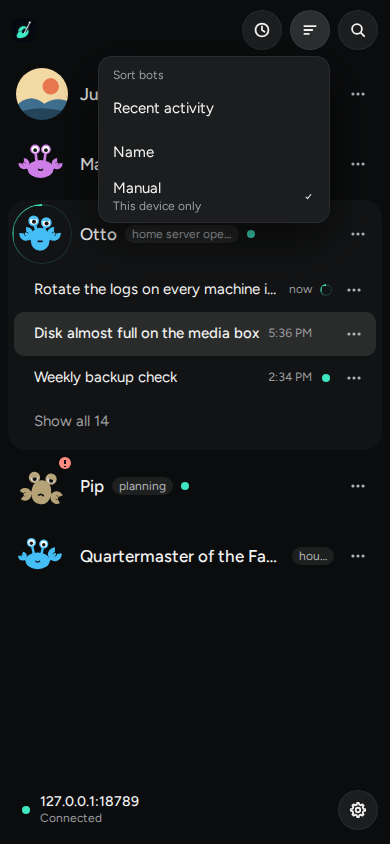 Sort bots
Recent activity
Name
Manual
This device only
Otto home server ope...
Rotate the logs on every machine i... now
Disk almost full on the media box 5:36 PM
Weekly backup check 2:34 PM
Show all 14
Pip planning
Quartermaster of the Fa... hou...
127.0.0.1:18789
Connected